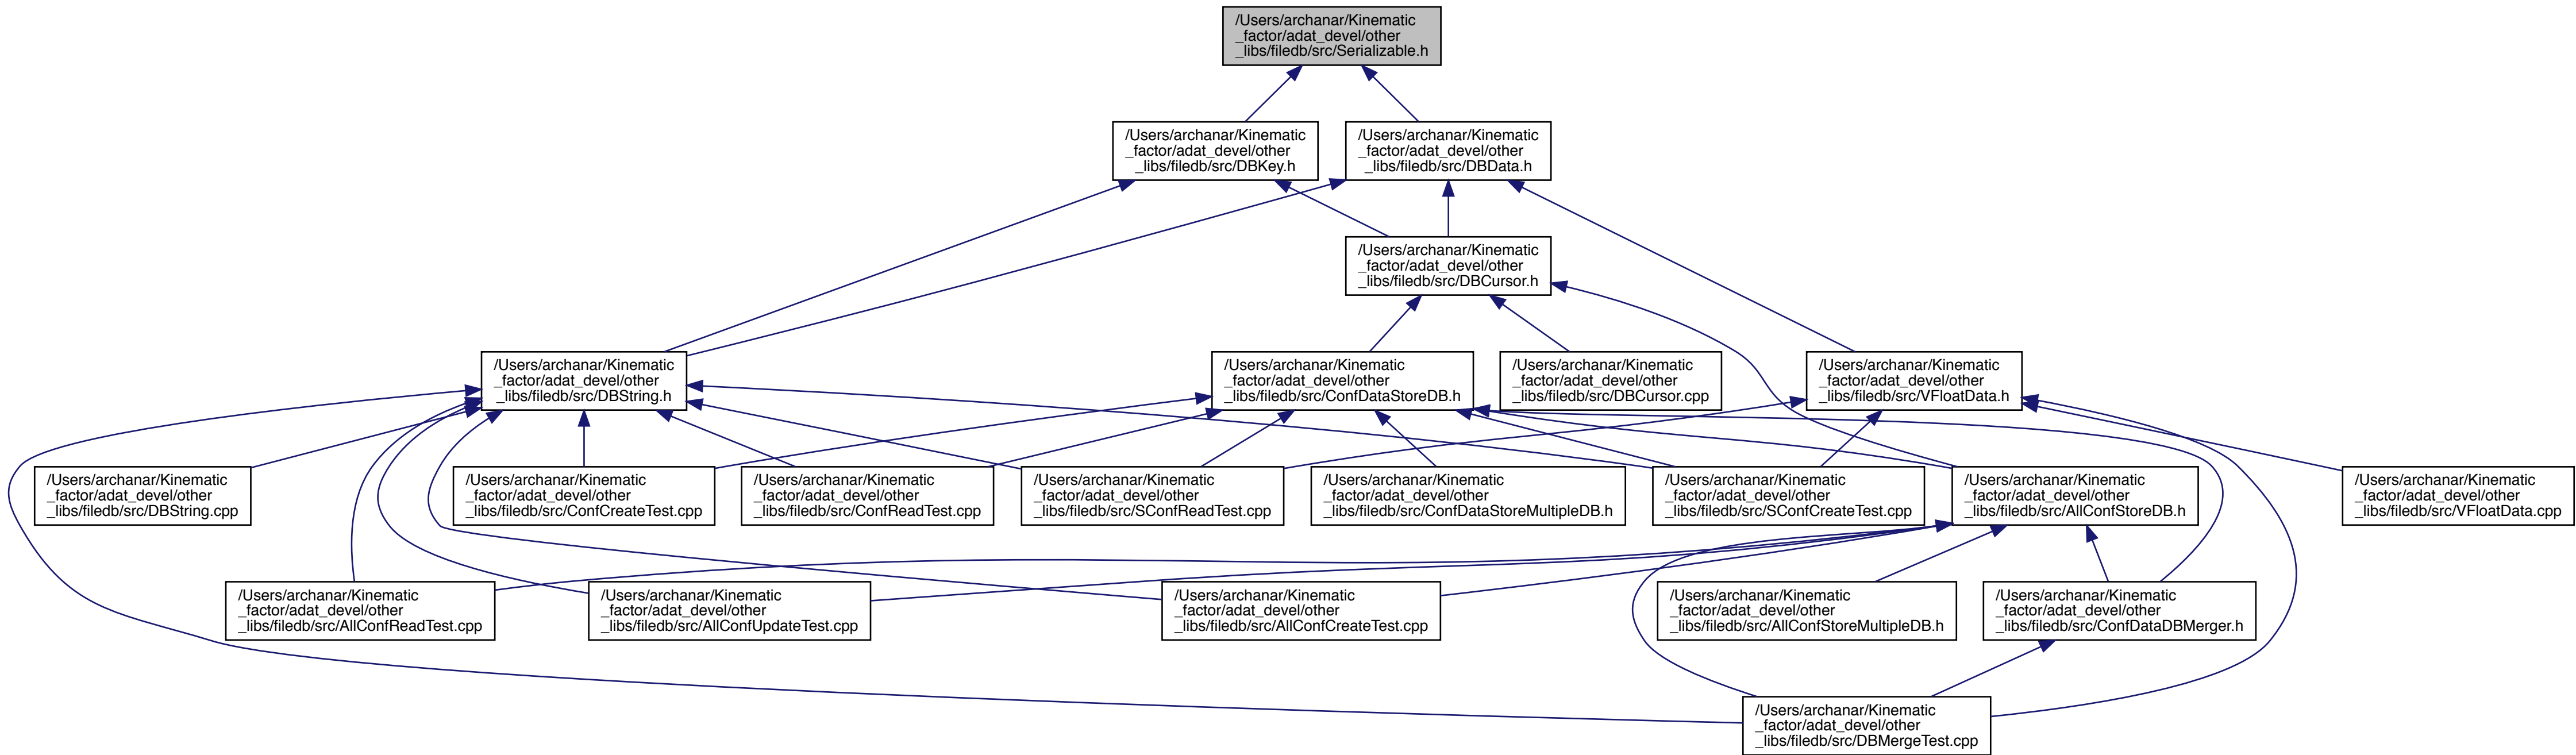 /Users/archanar/Kinematic
_factor/adat_devel/other
_libs/filedb/src/Serializable.h
/Users/archanar/Kinematic
_factor/adat_devel/other
_libs/filedb/src/DBKey.h
/Users/archanar/Kinematic
_factor/adat_devel/other
_libs/filedb/src/DBData.h
/Users/archanar/Kinematic
_factor/adat_devel/other
_libs/filedb/src/DBCursor.h
/Users/archanar/Kinematic
_factor/adat_devel/other
_libs/filedb/src/DBString.h
/Users/archanar/Kinematic
_factor/adat_devel/other
_libs/filedb/src/ConfDataStoreDB.h
/Users/archanar/Kinematic
_factor/adat_devel/other
_libs/filedb/src/DBCursor.cpp
/Users/archanar/Kinematic
_factor/adat_devel/other
_libs/filedb/src/VFloatData.h
/Users/archanar/Kinematic
_factor/adat_devel/other
_libs/filedb/src/DBString.cpp
/Users/archanar/Kinematic
_factor/adat_devel/other
_libs/filedb/src/ConfCreateTest.cpp
/Users/archanar/Kinematic
_factor/adat_devel/other
_libs/filedb/src/ConfReadTest.cpp
/Users/archanar/Kinematic
_factor/adat_devel/other
_libs/filedb/src/SConfReadTest.cpp
/Users/archanar/Kinematic
_factor/adat_devel/other
_libs/filedb/src/ConfDataStoreMultipleDB.h
/Users/archanar/Kinematic
_factor/adat_devel/other
_libs/filedb/src/SConfCreateTest.cpp
/Users/archanar/Kinematic
_factor/adat_devel/other
_libs/filedb/src/AllConfStoreDB.h
/Users/archanar/Kinematic
_factor/adat_devel/other
_libs/filedb/src/VFloatData.cpp
/Users/archanar/Kinematic
_factor/adat_devel/other
_libs/filedb/src/AllConfReadTest.cpp
/Users/archanar/Kinematic
_factor/adat_devel/other
_libs/filedb/src/AllConfUpdateTest.cpp
/Users/archanar/Kinematic
_factor/adat_devel/other
_libs/filedb/src/AllConfCreateTest.cpp
/Users/archanar/Kinematic
_factor/adat_devel/other
_libs/filedb/src/AllConfStoreMultipleDB.h
/Users/archanar/Kinematic
_factor/adat_devel/other
_libs/filedb/src/ConfDataDBMerger.h
/Users/archanar/Kinematic
_factor/adat_devel/other
_libs/filedb/src/DBMergeTest.cpp